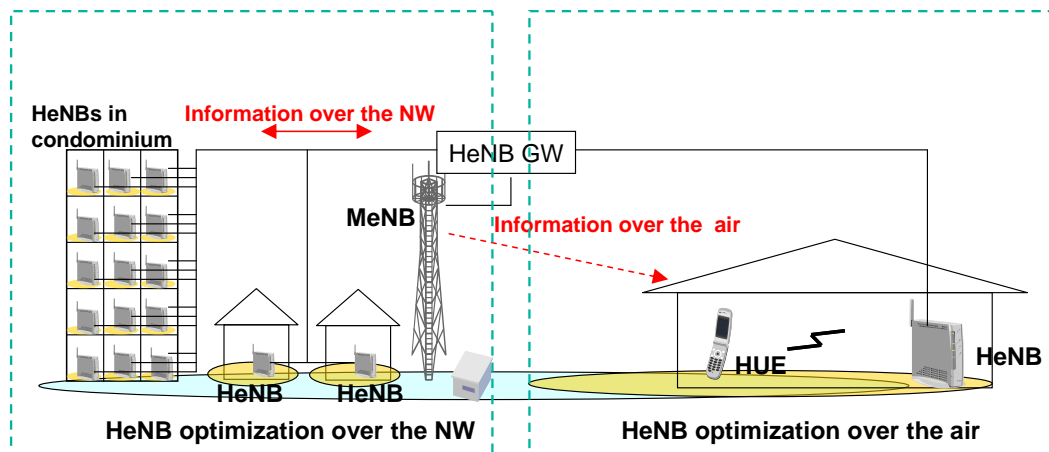 HeNBs in
condominium
Information over the NW
HeNB GW
MeNB
Information over the air
HUE
HeNB
HeNB
HeNB
HeNB optimization over the NW
HeNB optimization over the air